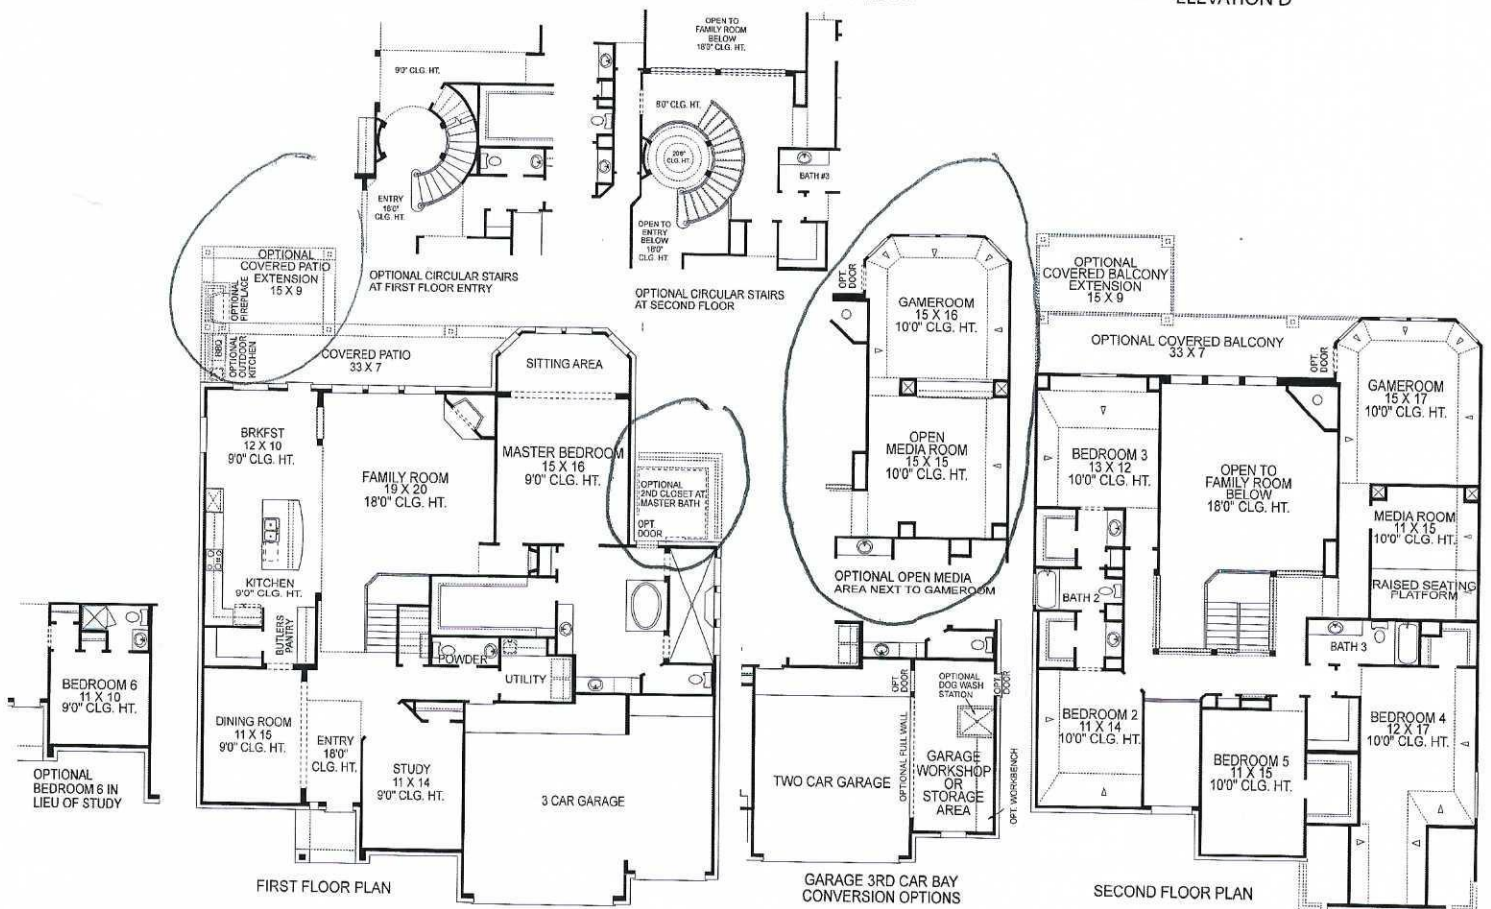 ELEVATION D
OPEN TO
FAMILY ROOM
BELOW
18'0" CLG. HT.
9'0" CLG. HT.
ENTRY
18'0"
CLG. HT.
OPTIONAL CIRCULAR STAIRS
AT FIRST FLOOR ENTRY
8'0" CLG. HT.
CLG. HT.
BATH #3
OPEN TO
ENTRY
BELOW
18'0"
CLG. HT.
OPTIONAL CIRCULAR STAIRS
AT SECOND FLOOR
OPTIONAL
COVERED PATIO
EXTENSION
15 X 9
OPTIONAL
FIREPLACE
BBQ
OPTIONAL
OUTDOOR
KITCHEN
COVERED PATIO
33 X 7
SITTING AREA
BRKFST
12 X 10
9'0" CLG. HT.
FAMILY ROOM
19 X 20
18'0" CLG. HT.
MASTER BEDROOM
15 X 16
9'0" CLG. HT.
OPTIONAL
2ND CLOSET AT
MASTER BATH
OPT.
DOOR
KITCHEN
9'0" CLG. HT.
BUTLERS
PANTRY
POWDER
UTILITY
DINING ROOM
11 X 15
9'0" CLG. HT.
ENTRY
18'0"
CLG. HT.
STUDY
11 X 14
9'0" CLG. HT.
3 CAR GARAGE
FIRST FLOOR PLAN
BEDROOM 6
11 X 10
9'0" CLG. HT.
OPTIONAL
BEDROOM 6 IN
LIEU OF STUDY
OPT.
DOOR
GAMEROOM
15 X 16
10'0" CLG. HT.
OPEN
MEDIA ROOM
15 X 15
10'0" CLG. HT.
OPTIONAL OPEN MEDIA
AREA NEXT TO GAMEROOM
OPT.
DOOR
OPTIONAL
DOG WASH
STATION
OPT.
DOOR
TWO CAR GARAGE
OPTIONAL FULL WALL
GARAGE
WORKSHOP
OR
STORAGE
AREA
OPT. WORKBENCH
GARAGE 3RD CAR BAY
CONVERSION OPTIONS
OPTIONAL
COVERED BALCONY
EXTENSION
15 X 9
OPTIONAL COVERED BALCONY
33 X 7
OPT.
DOOR
GAMEROOM
15 X 17
10'0" CLG. HT.
BEDROOM 3
13 X 12
10'0" CLG. HT.
OPEN TO
FAMILY ROOM
BELOW
18'0" CLG. HT.
MEDIA ROOM
11 X 15
10'0" CLG. HT.
RAISED SEATING
PLATFORM
BATH 2
BATH 3
BEDROOM 2
11 X 14
10'0" CLG. HT.
BEDROOM 5
11 X 15
10'0" CLG. HT.
BEDROOM 4
12 X 17
10'0" CLG. HT.
SECOND FLOOR PLAN